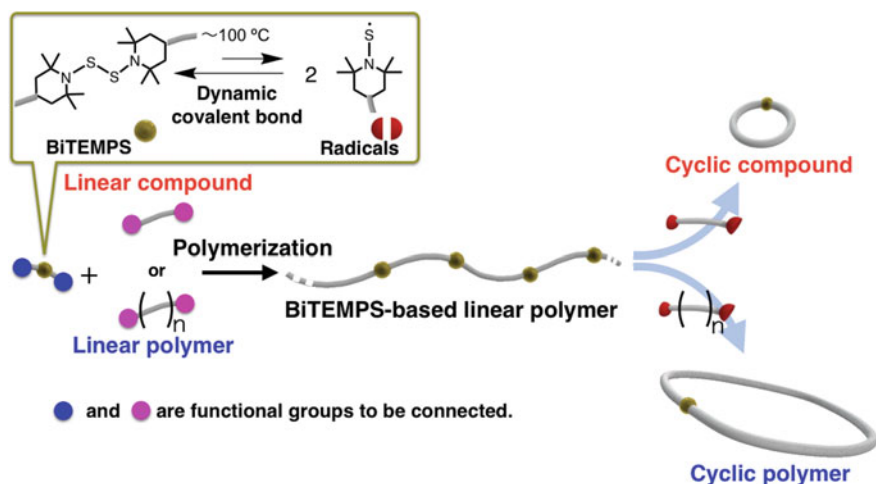 ~100 ºC
N
S
S
N
Dynamic
covalent bond
2
S
N
BiTEMPS
Radicals
Linear compound
Cyclic compound
+
or
Polymerization
( )n
BiTEMPS-based linear polymer
( )n
Linear polymer
and are functional groups to be connected.
Cyclic polymer